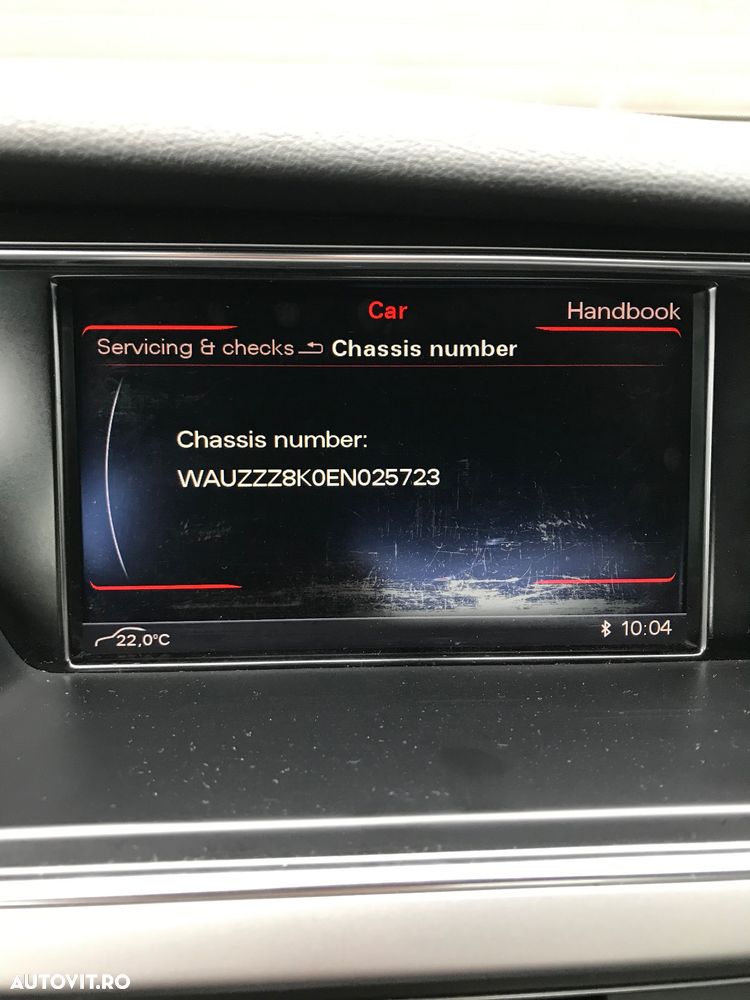 Car
Handbook
Servicing & checks Chassis number
Chassis number:
WAUZZZ8K0EN025723
22,0°C
10:04
AUTOVIT.RO